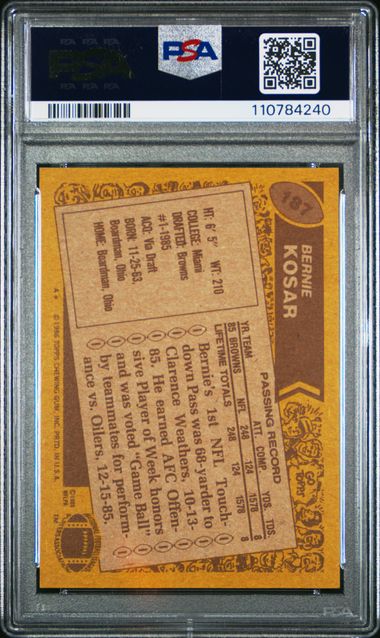 PSA
110784240
187
BERNIE
KOSAR
HT: 6' 5" WT: 210
COLLEGE: Miami
DRAFTED: Browns
#1-1985
ACQ: Via Draft
BORN: 11-25-63,
Boardman, Ohio
HOME: Boardman, Ohio
PASSING RECORD
YR. TEAM ATT. COMP. YDS. TDS.
85 BROWNS NFL 248 124 1578 8
LIFETIME TOTALS 248 124 1578 8
Bernie's 1st NFL Touch-
down Pass was 68-yarder to
Clarence Weathers, 10-13-
85. He earned AFC Offen-
sive Player of Week honors
and was voted "Game Ball"
by teammates for perform-
ance vs. Oilers, 12-15-85.
GO TOPPS
A*
© 1986 TOPPS CHEWING GUM, INC. PRTD. IN U.S.A.
© 1985
NFLPA